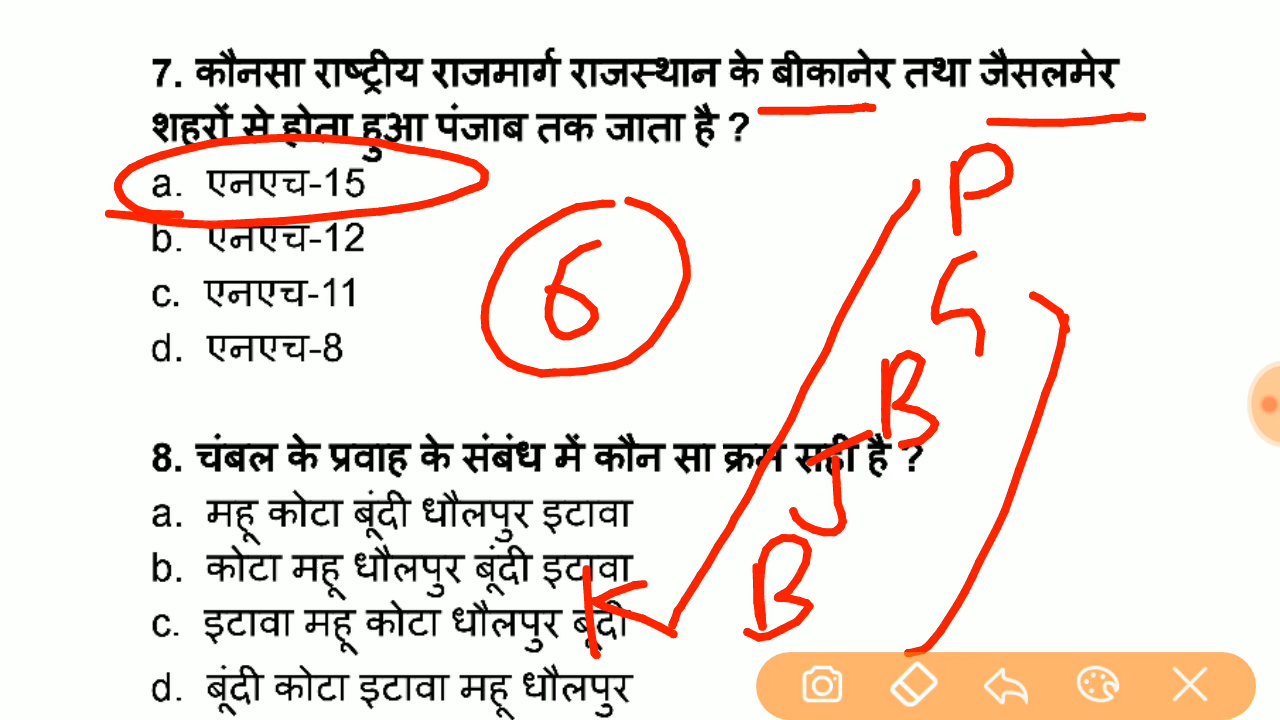 7. कौनसा राष्ट्रीय राजमार्ग राजस्थान के बीकानेर तथा जैसलमेर
शहरों से होता हुआ पंजाब तक जाता है ?
a. एनएच-15
b. एनएच-12
c. एनएच-11
d. एनएच-8
6
P
G
B
J
B
K
8. चंबल के प्रवाह के संबंध में कौन सा क्रम सही है ?
a. महू कोटा बूंदी धौलपुर इटावा
b. कोटा महू धौलपुर बूंदी इटावा
c. इटावा महू कोटा धौलपुर बूंदी
d. बूंदी कोटा इटावा महू धौलपुर